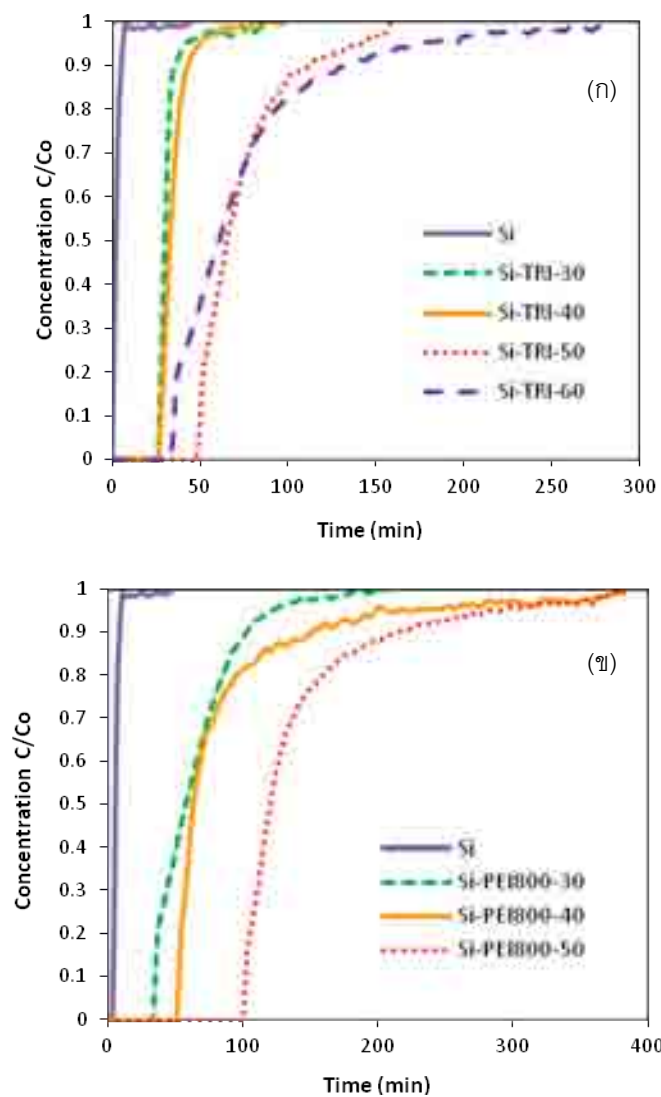 1
0.9
0.8
0.7
0.6
0.5
0.4
0.3
0.2
0.1
0
Concentration C/Co
(ก)
Si
Si-TRI-30
Si-TRI-40
Si-TRI-50
Si-TRI-60
0 50 100 150 200 250 300
Time (min)
1
0.9
0.8
0.7
0.6
0.5
0.4
0.3
0.2
0.1
0
Concentration C/Co
(ข)
Si
Si-PEI800-30
Si-PEI800-40
Si-PEI800-50
0 100 200 300 400
Time (min)